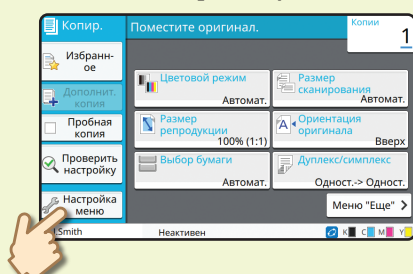 Копир.
Поместите оригинал.
Копии
1
Избранн-
ое
Дополнит.
копия
Пробная
копия
Проверить
настройку
Настройка
меню
Цветовой режим
Автомат.
Размер
сканирования
Автомат.
Размер
репродукции
100% (1:1)
Ориентация
оригинала
Вверх
Выбор бумаги
Автомат.
Дуплекс/симплекс
Одност.-> Одност.
Меню "Еще"
Smith
Неактивен
K C M Y